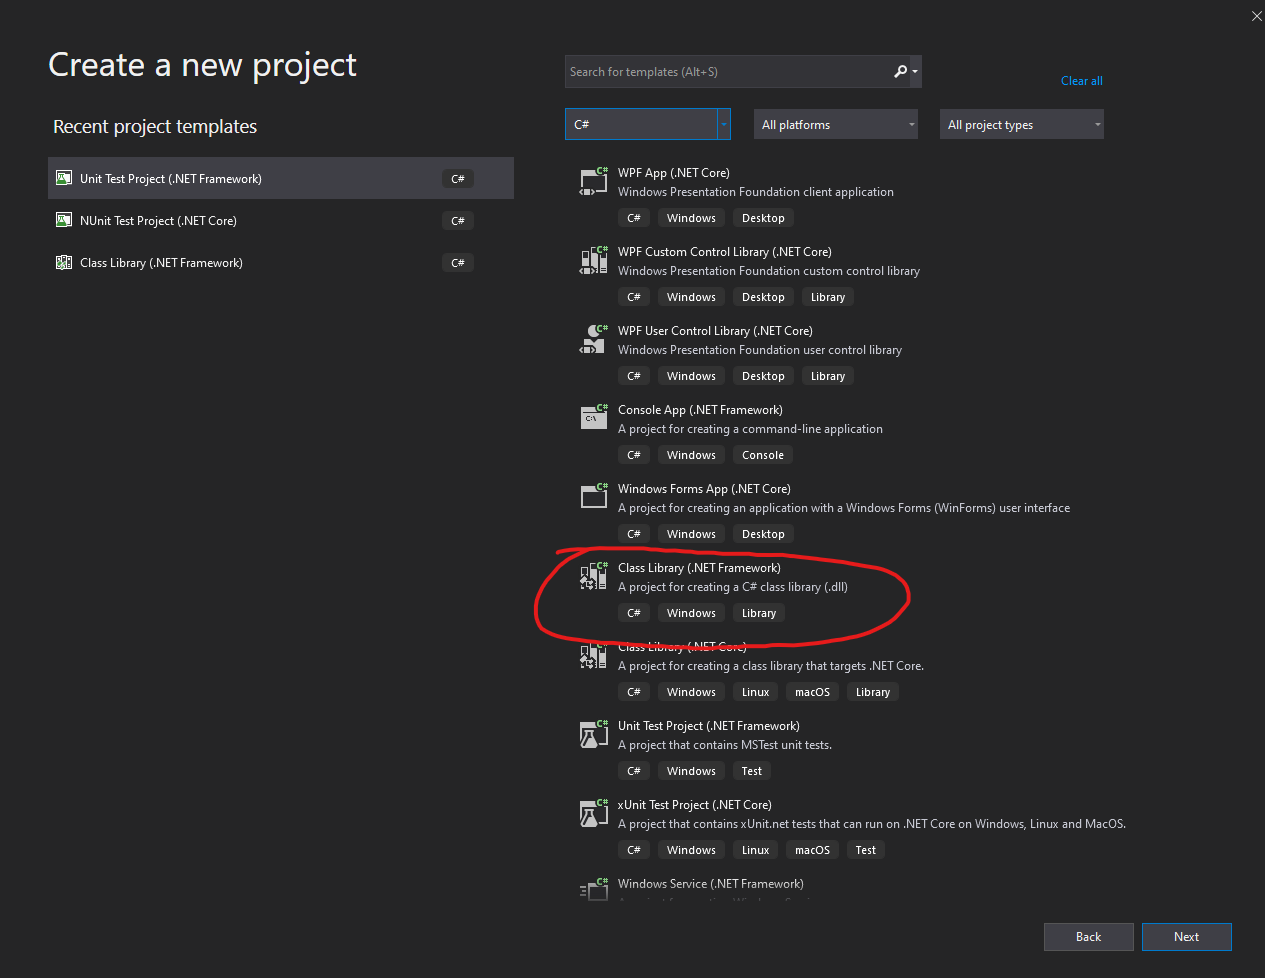 Create a new project
Recent project templates
Unit Test Project (.NET Framework) C#
NUnit Test Project (.NET Core) C#
Class Library (.NET Framework) C#
Search for templates (Alt+S)
Clear all
C# All platforms All project types
C#
WPF App (.NET Core)
Windows Presentation Foundation client application
C# Windows Desktop
C#
WPF Custom Control Library (.NET Core)
Windows Presentation Foundation custom control library
C# Windows Desktop Library
C#
WPF User Control Library (.NET Core)
Windows Presentation Foundation user control library
C# Windows Desktop Library
C#
C:\
Console App (.NET Framework)
A project for creating a command-line application
C# Windows Console
C#
Windows Forms App (.NET Core)
A project for creating an application with a Windows Forms (WinForms) user interface
C# Windows Desktop
C#
Class Library (.NET Framework)
A project for creating a C# class library (.dll)
C# Windows Library
Class Library (.NET Core)
A project for creating a class library that targets .NET Core.
C# Windows Linux macOS Library
C#
Unit Test Project (.NET Framework)
A project that contains MSTest unit tests.
C# Windows Test
C#
xUnit Test Project (.NET Core)
A project that contains xUnit.net tests that can run on .NET Core on Windows, Linux and MacOS.
C# Windows Linux macOS Test
C#
Windows Service (.NET Framework)
Back Next